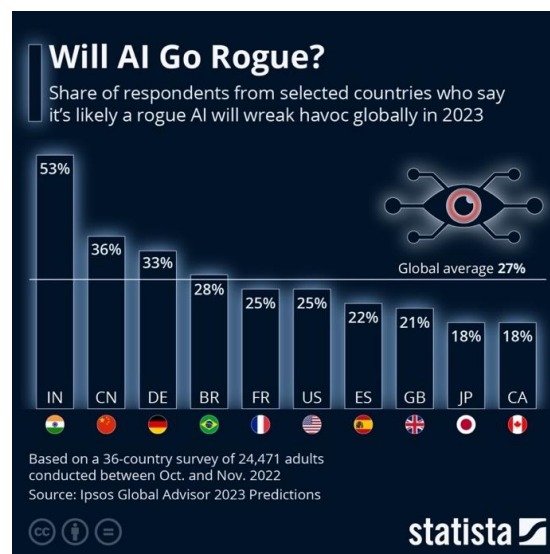 Will AI Go Rogue?
Share of respondents from selected countries who say
it's likely a rogue AI will wreak havoc globally in 2023
53%
36%
33%
Global average 27%
28%
25%
25%
22%
21%
18%
18%
IN CN DE BR FR US ES GB JP CA
Based on a 36-country survey of 24,471 adults
conducted between Oct. and Nov. 2022
Source: Ipsos Global Advisor 2023 Predictions
cc
statista